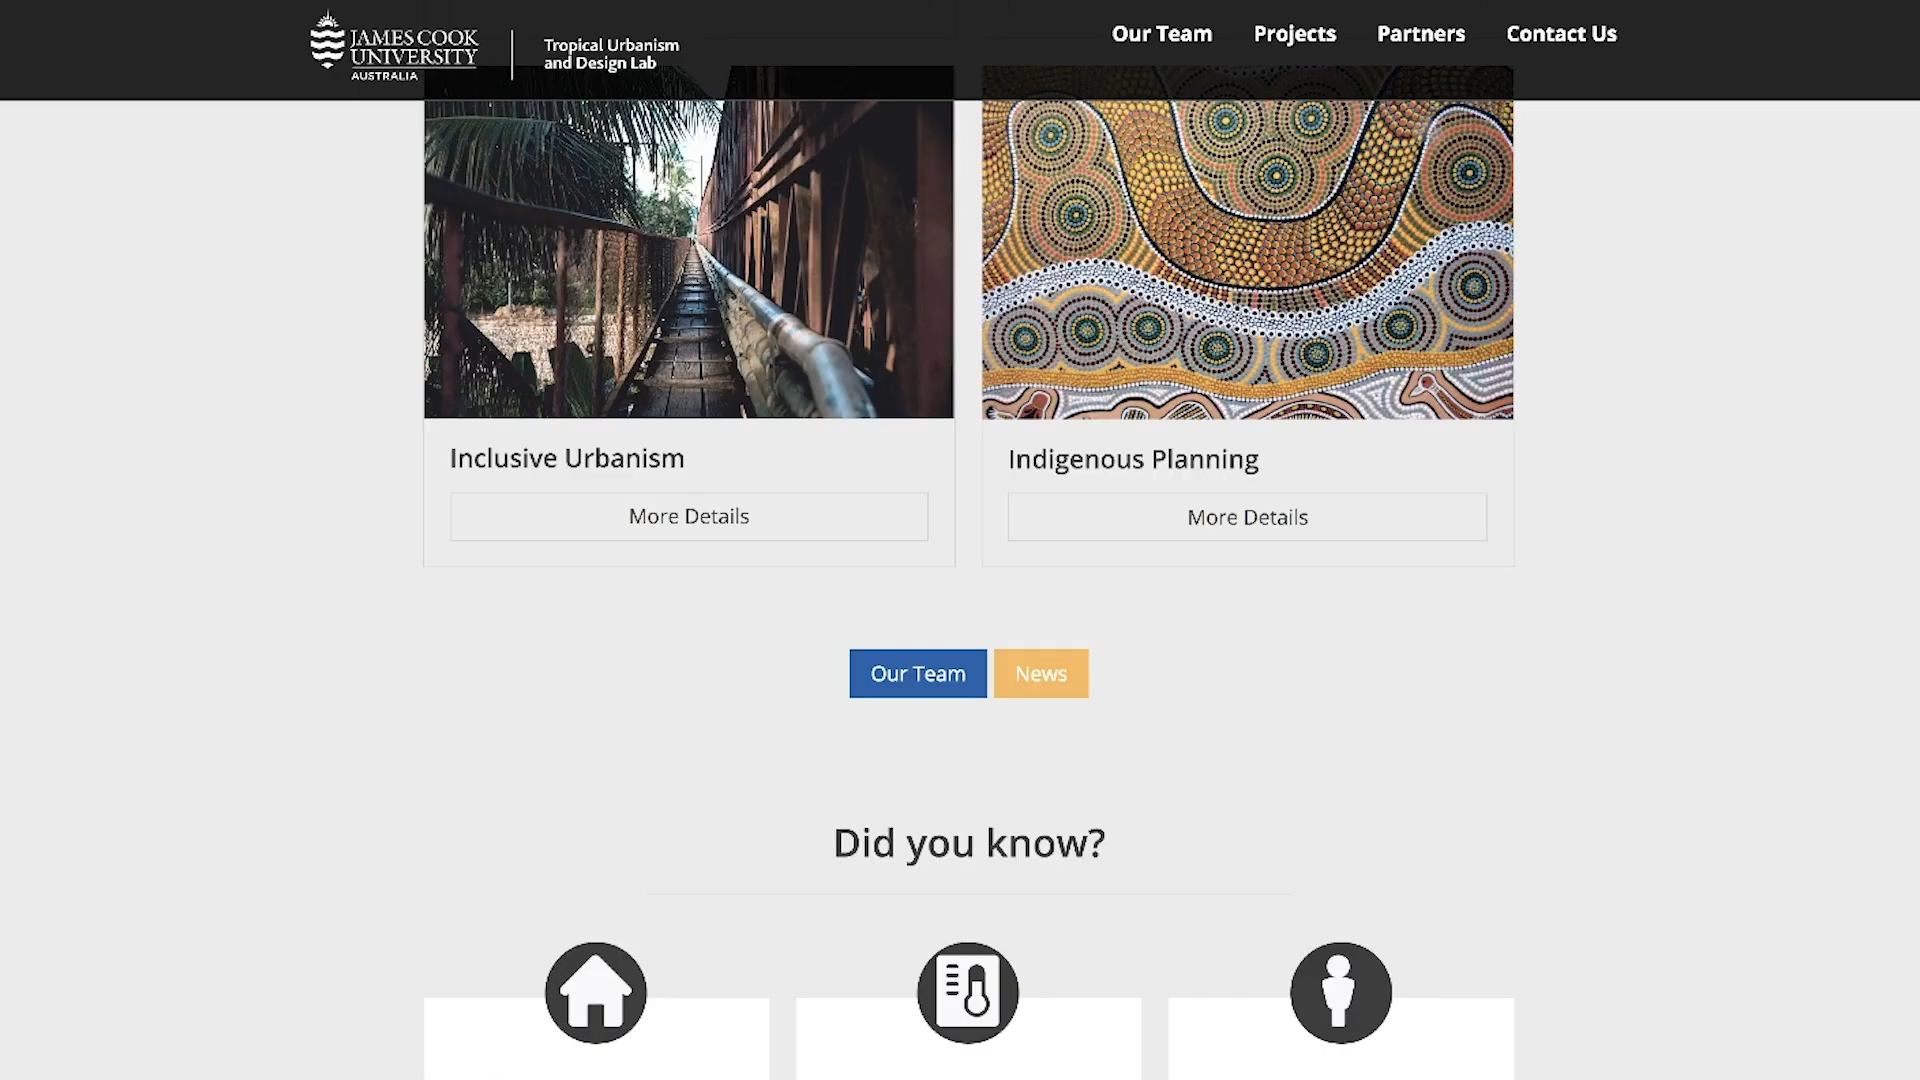 JAMES COOK
UNIVERSITY
AUSTRALIA
Tropical Urbanism
and Design Lab
Our Team
Projects
Partners
Contact Us
Inclusive Urbanism
More Details
Indigenous Planning
More Details
Our Team
News
Did you know?